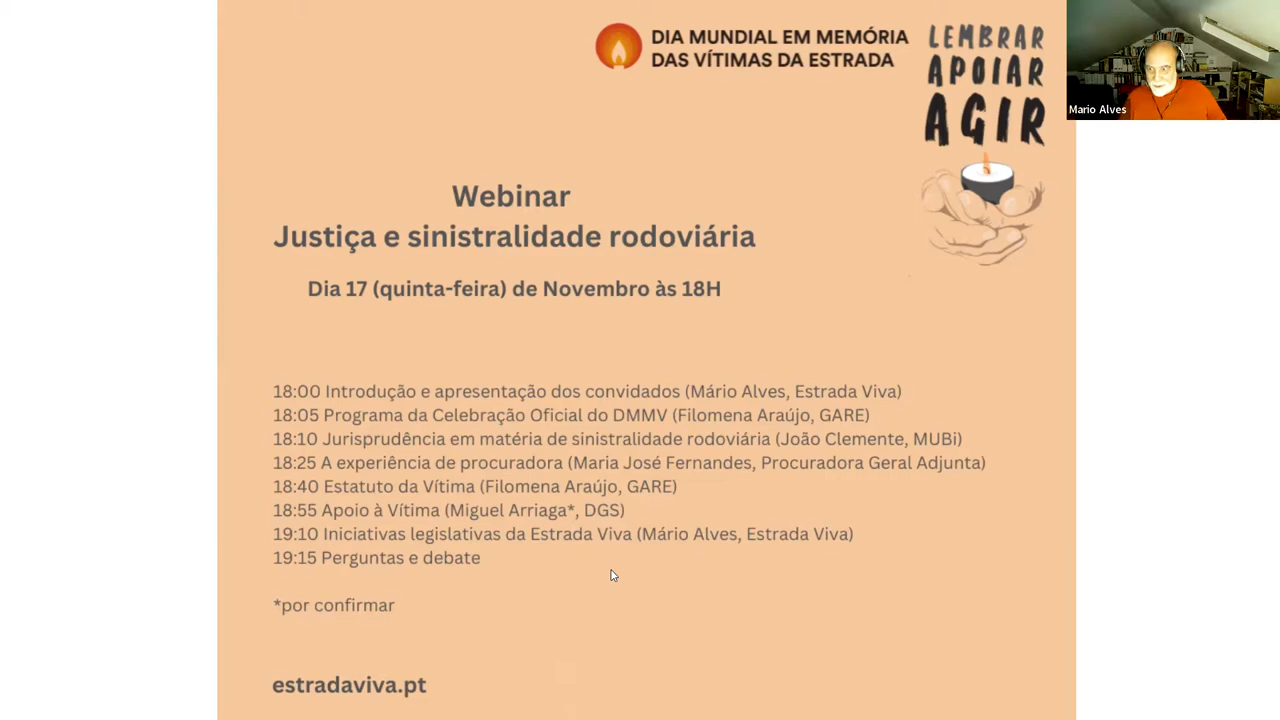 DIA MUNDIAL EM MEMÓRIA
DAS VÍTIMAS DA ESTRADA
LEMBRAR
APOIAR
AGIR
Mario Alves
Webinar
Justiça e sinistralidade rodoviária
Dia 17 (quinta-feira) de Novembro às 18H
18:00 Introdução e apresentação dos convidados (Mário Alves, Estrada Viva)
18:05 Programa da Celebração Oficial do DMMV (Filomena Araújo, GARE)
18:10 Jurisprudência em matéria de sinistralidade rodoviária (João Clemente, MUBi)
18:25 A experiência de procuradora (Maria José Fernandes, Procuradora Geral Adjunta)
18:40 Estatuto da Vítima (Filomena Araújo, GARE)
18:55 Apoio à Vítima (Miguel Arriaga*, DGS)
19:10 Iniciativas legislativas da Estrada Viva (Mário Alves, Estrada Viva)
19:15 Perguntas e debate
*por confirmar
estradaviva.pt